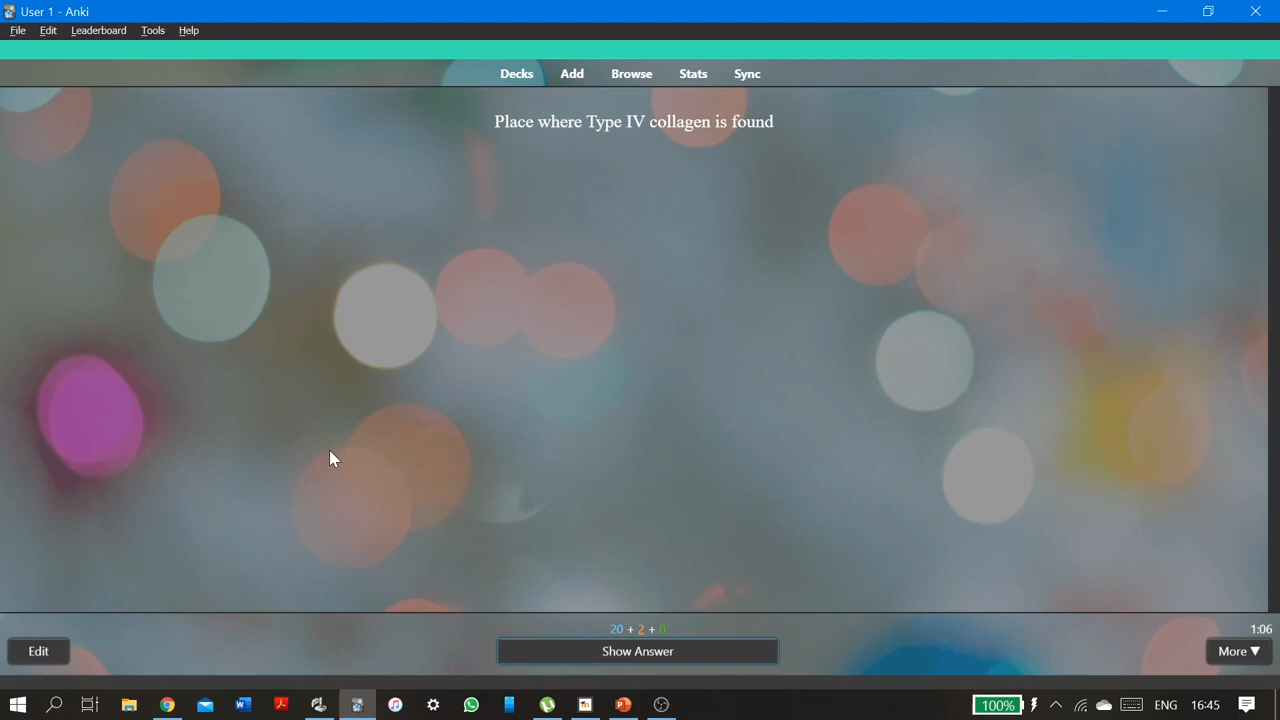 User 1 - Anki
File Edit Leaderboard Tools Help
Decks Add Browse Stats Sync
Place where Type IV collagen is found
20 + 2 + 0
1:06
Edit
Show Answer
More ▼
100%
ENG
16:45